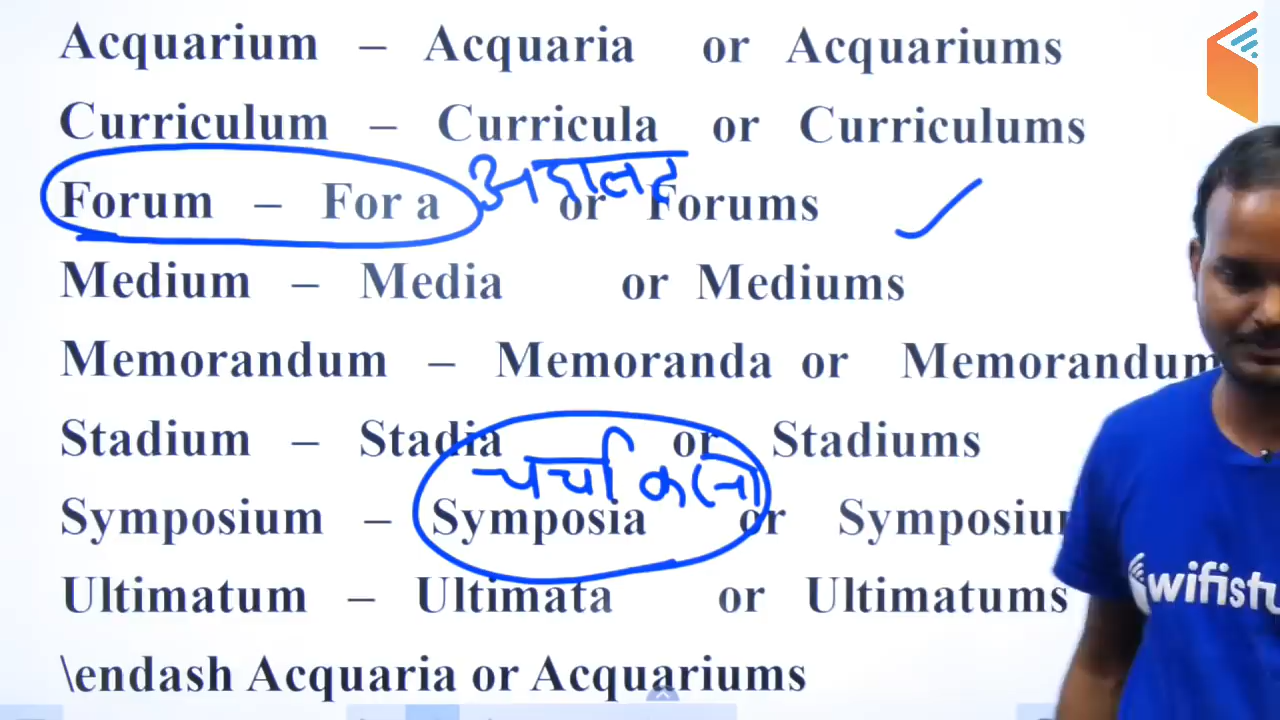 Acquarium – Acquaria or Acquariums
Curriculum – Curricula or Curriculums
Forum – For a or Forums
अदालत
Medium – Media or Mediums
Memorandum – Memoranda or Memorandum
Stadium – Stadia or Stadiums
चर्चा करना
Symposium – Symposia or Symposiu
Ultimatum – Ultimata or Ultimatums
wifistu
\endash Acquaria or Acquariums